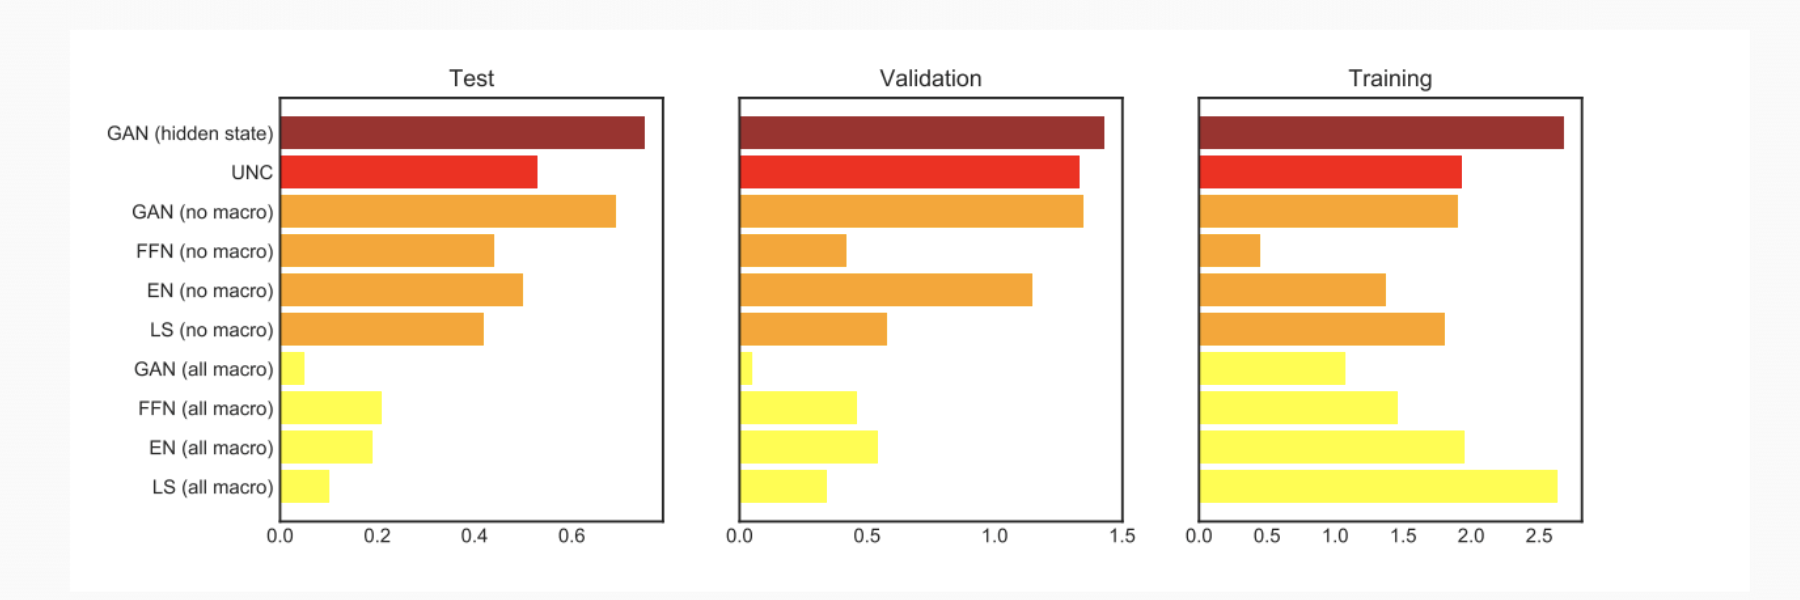 Test Validation Training
GAN (hidden state)
UNC
GAN (no macro)
FFN (no macro)
EN (no macro)
LS (no macro)
GAN (all macro)
FFN (all macro)
EN (all macro)
LS (all macro)
0.0 0.2 0.4 0.6 0.0 0.5 1.0 1.5 0.0 0.5 1.0 1.5 2.0 2.5